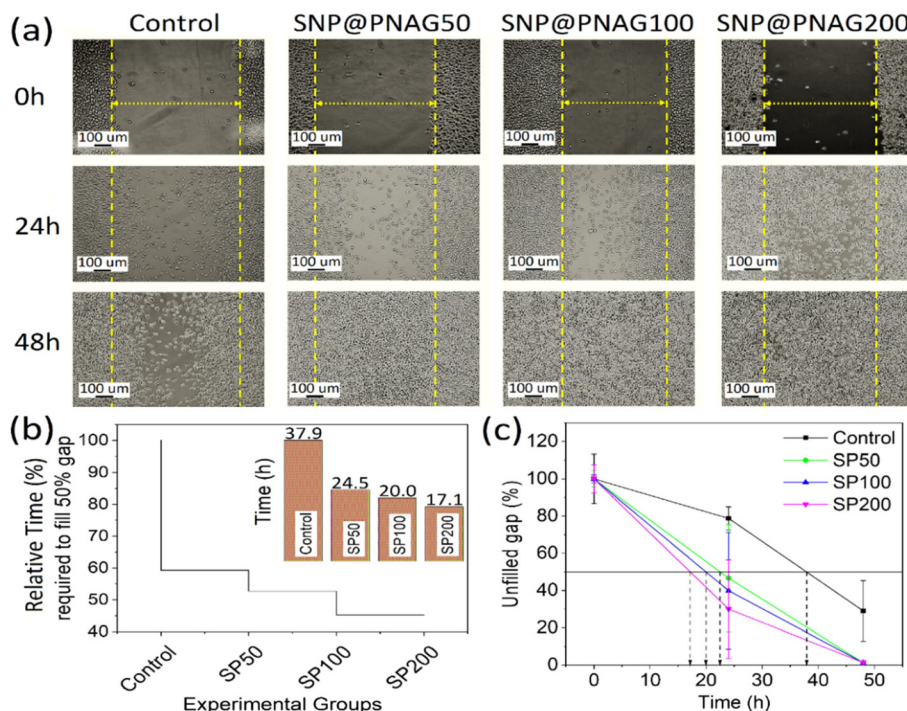 (a)
Control SNP@PNAG50 SNP@PNAG100 SNP@PNAG200
0h
100 um 100 um 100 um 100 um
24h
100 um 100 um 100 um 100 um
48h
100 um 100 um 100 um 100 um
(b)
Relative Time (%)
required to fill 50% gap
100
90
80
70
60
50
40
Time (h)
37.9
24.5
20.0
17.1
Control
SP50
SP100
SP200
Control SP50 SP100 SP200
Experimental Groups
(c)
Unfilled gap (%)
120
100
80
60
40
20
0
Control
SP50
SP100
SP200
0 10 20 30 40 50
Time (h)